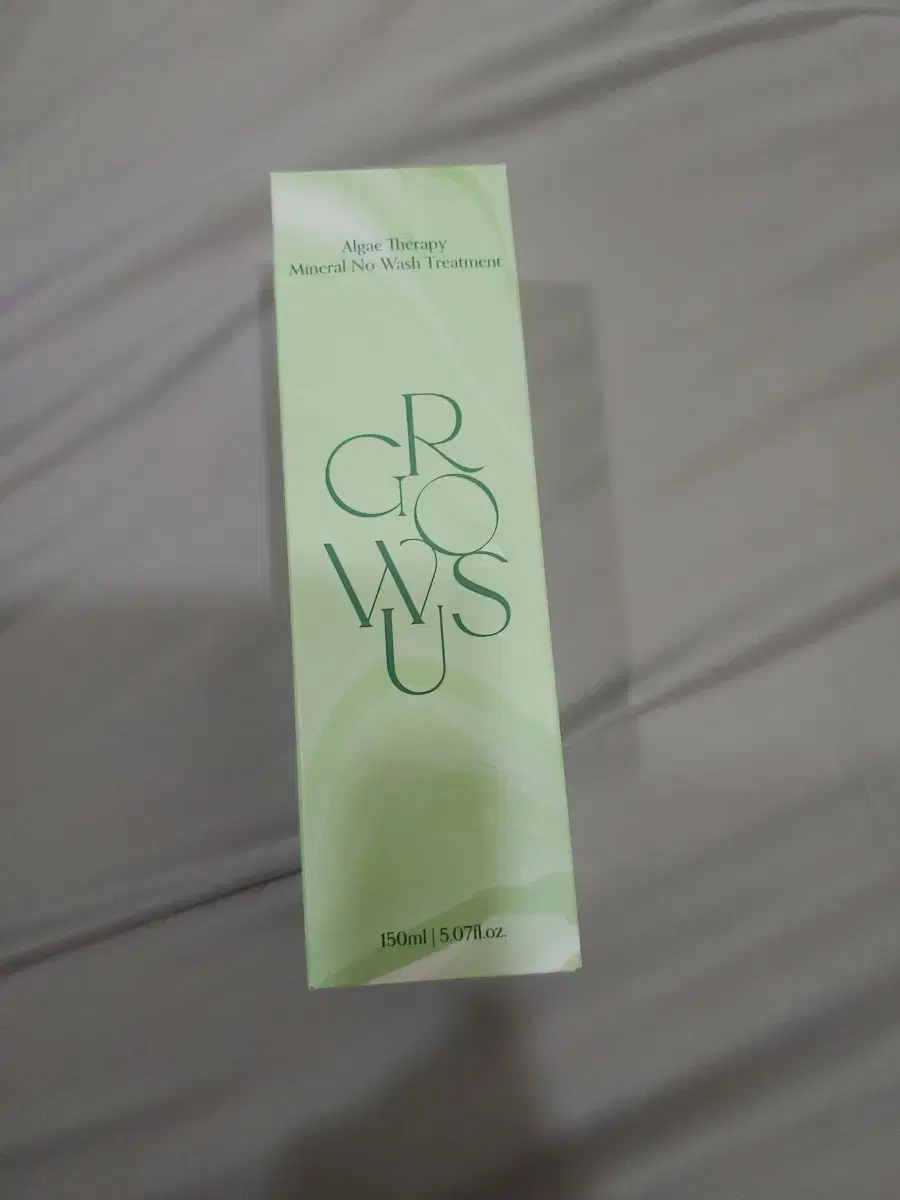 Algae Therapy
Mineral No-Wash Treatment
GROWUS
150ml | 5.07fl.oz.